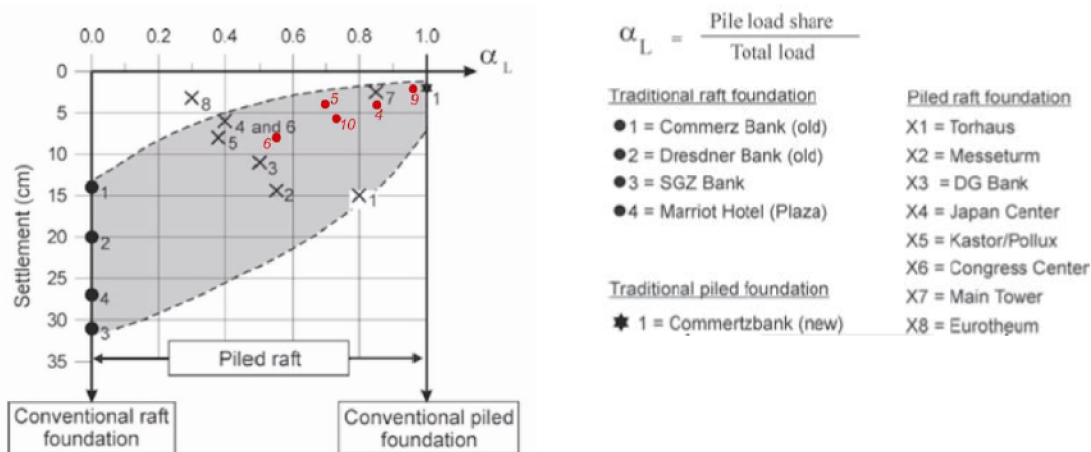 0.0 0.2 0.4 0.6 0.8 1.0
α L
0
5
10
15
20
25
30
35
Settlement (cm)
8
4 and 6
5
6
3
2
5
10
7
4
9
1
1
1
2
4
3
Piled raft
Conventional raft
foundation
Conventional piled
foundation
α L = Pile load share
Total load
Traditional raft foundation
1 = Commerz Bank (old)
2 = Dresdner Bank (old)
3 = SGZ Bank
4 = Marriot Hotel (Plaza)
Traditional piled foundation
1 = Commertzbank (new)
Piled raft foundation
X1 = Torhaus
X2 = Messeturm
X3 = DG Bank
X4 = Japan Center
X5 = Kastor/Pollux
X6 = Congress Center
X7 = Main Tower
X8 = Eurotheum